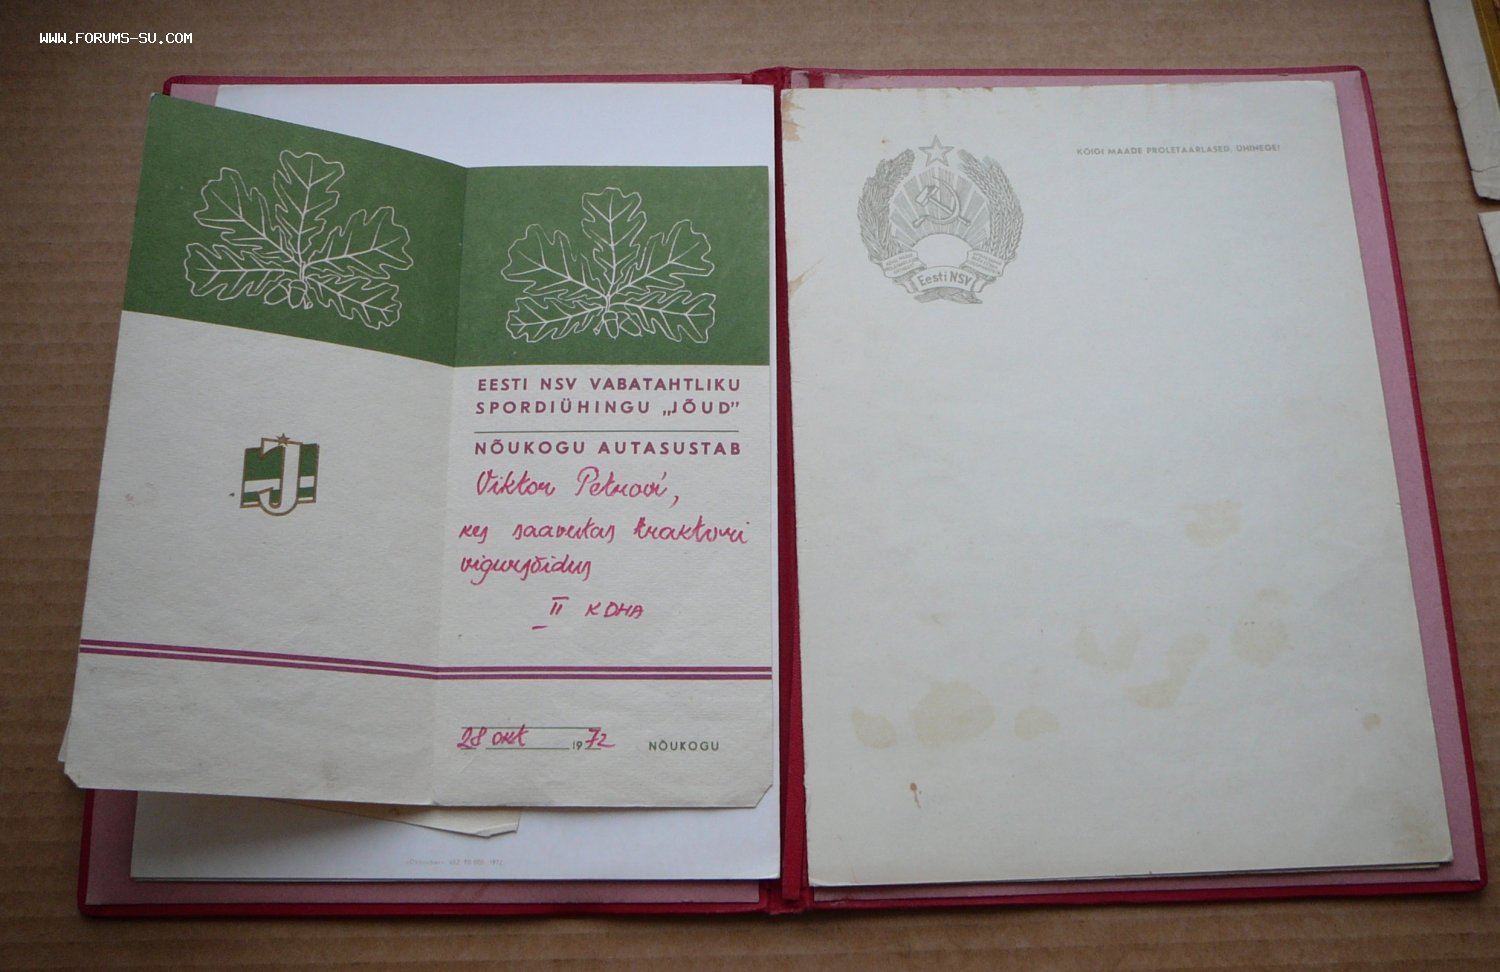 WWW.FORUMS-SU.COM
EESTI NSV VABATAHTLIKU
SPORDIÜHINGU „JÕUD”
NÕUKOGU AUTASUSTAB
Viktor Petrovi,
kes saavutas traktori
vigursõidus
II KOHA
28 okt 1972
NÕUKOGU
KÕIGI MAADE PROLETAARLASED, ÜHINEGE!
Eesti NSV